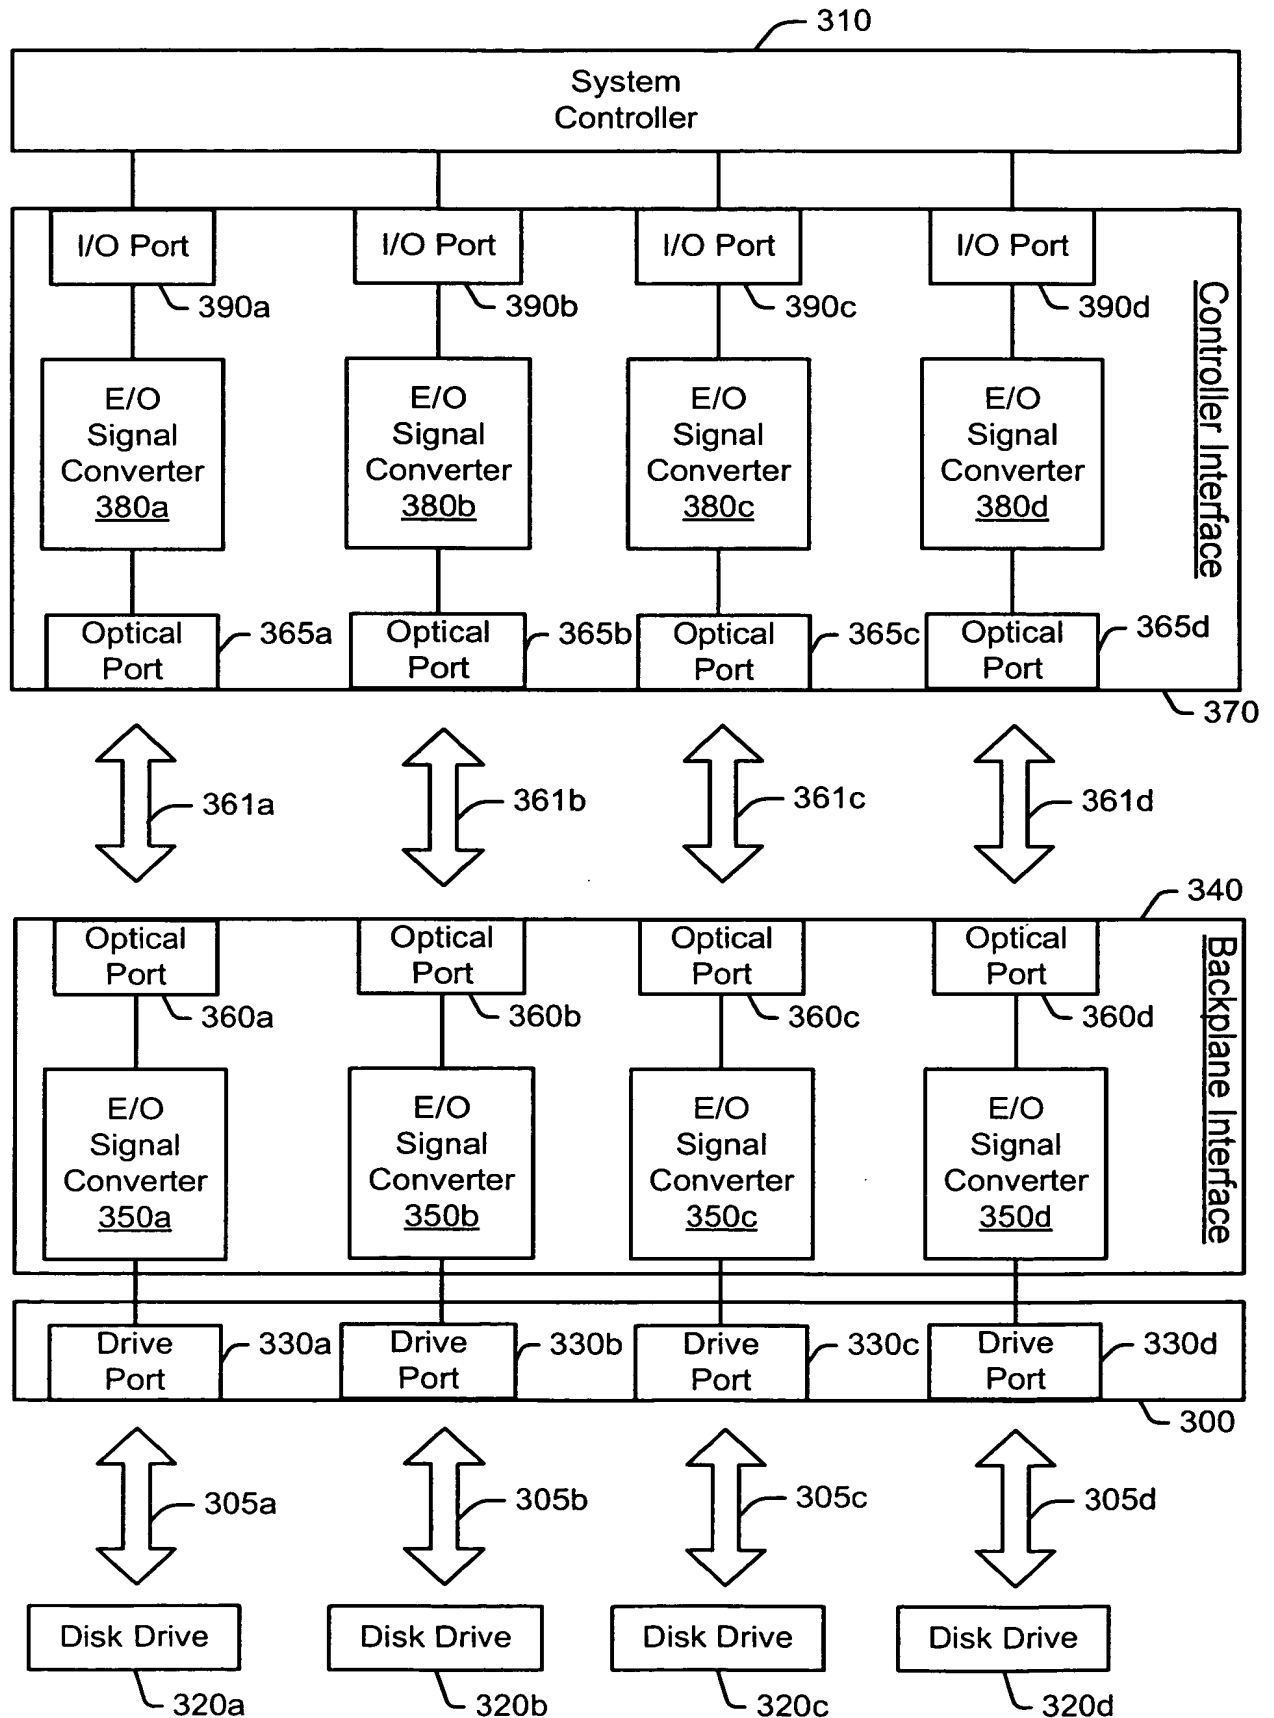 310
System
Controller
I/O Port
I/O Port
I/O Port
I/O Port
390a
390b
390c
390d
Controller Interface
E/O
Signal
Converter
380a
E/O
Signal
Converter
380b
E/O
Signal
Converter
380c
E/O
Signal
Converter
380d
Optical
Port
365a
Optical
Port
365b
Optical
Port
365c
Optical
Port
365d
370
361a
361b
361c
361d
340
Optical
Port
Optical
Port
Optical
Port
Optical
Port
360a
360b
360c
360d
Backplane Interface
E/O
Signal
Converter
350a
E/O
Signal
Converter
350b
E/O
Signal
Converter
350c
E/O
Signal
Converter
350d
Drive
Port
330a
Drive
Port
330b
Drive
Port
330c
Drive
Port
330d
300
305a
305b
305c
305d
Disk Drive
Disk Drive
Disk Drive
Disk Drive
320a
320b
320c
320d